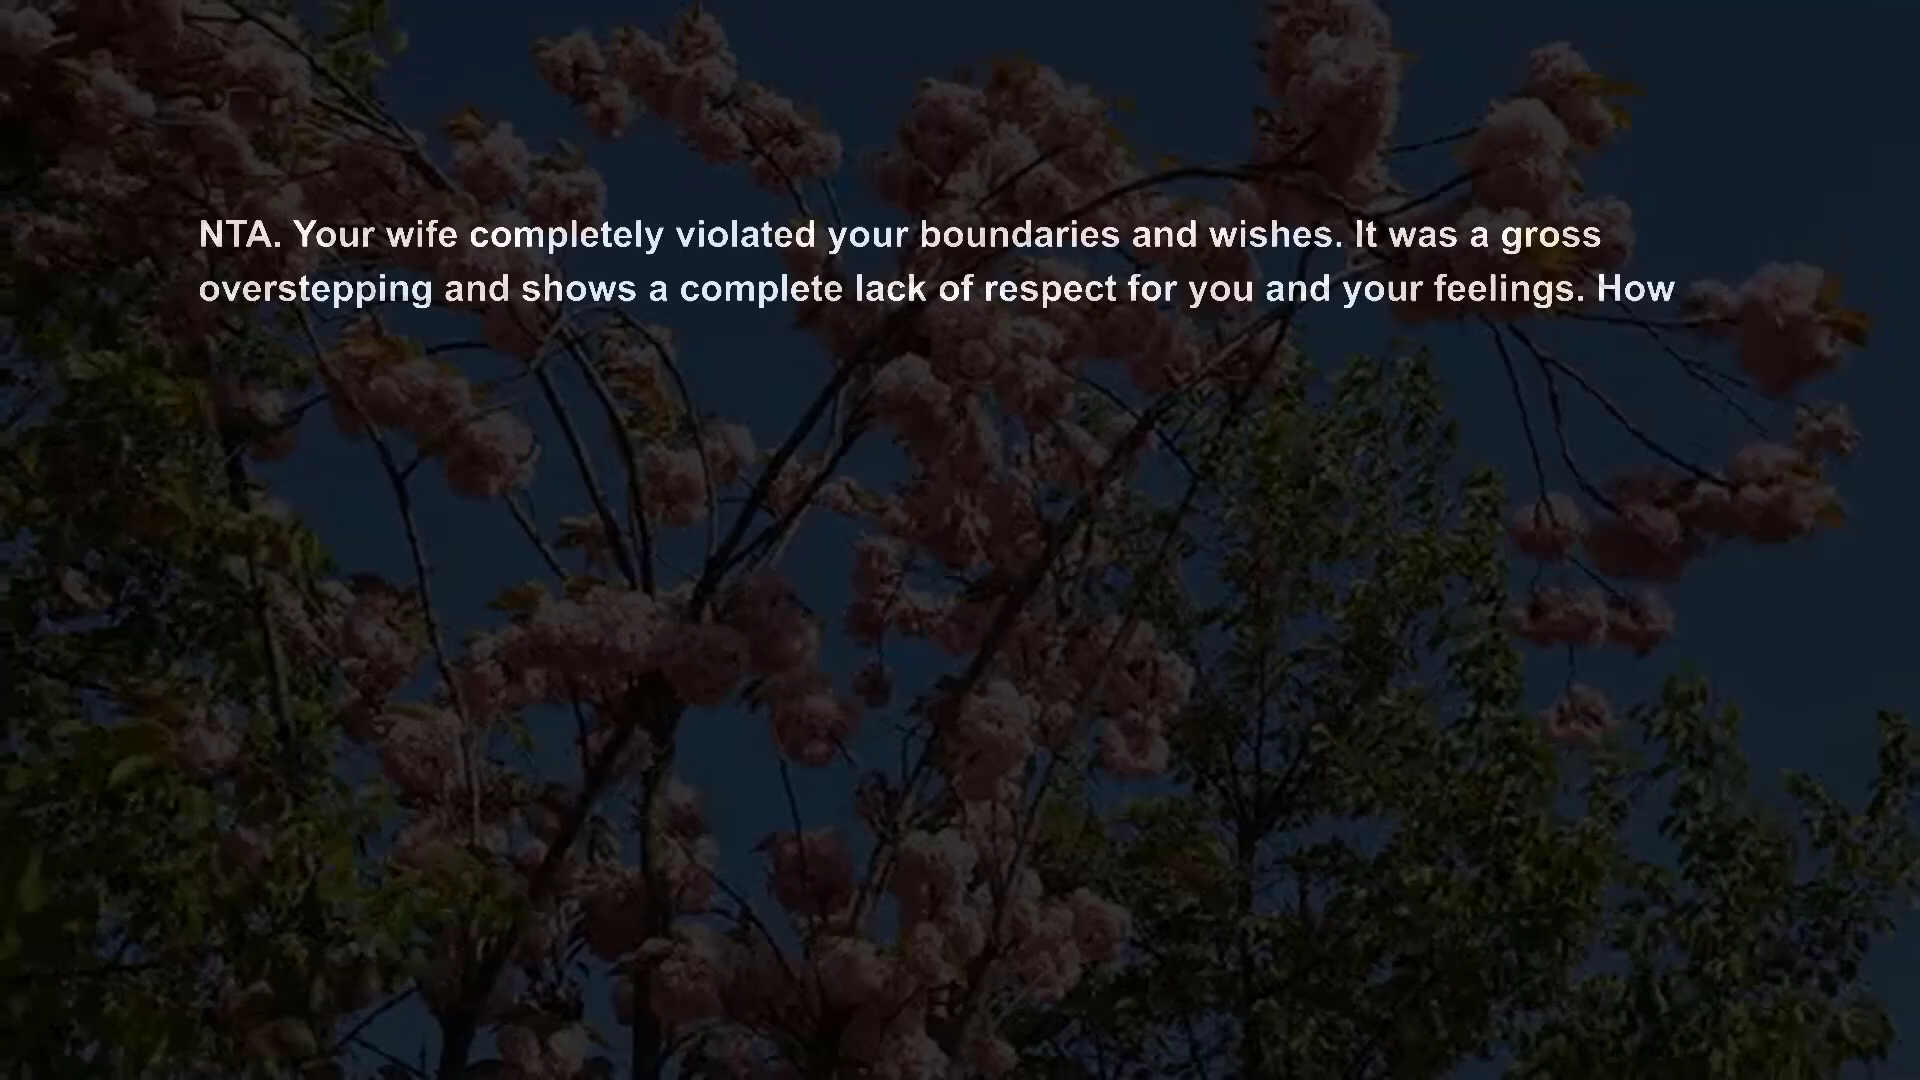 NTA. Your wife completely violated your boundaries and wishes. It was a gross
overstepping and shows a complete lack of respect for you and your feelings. How